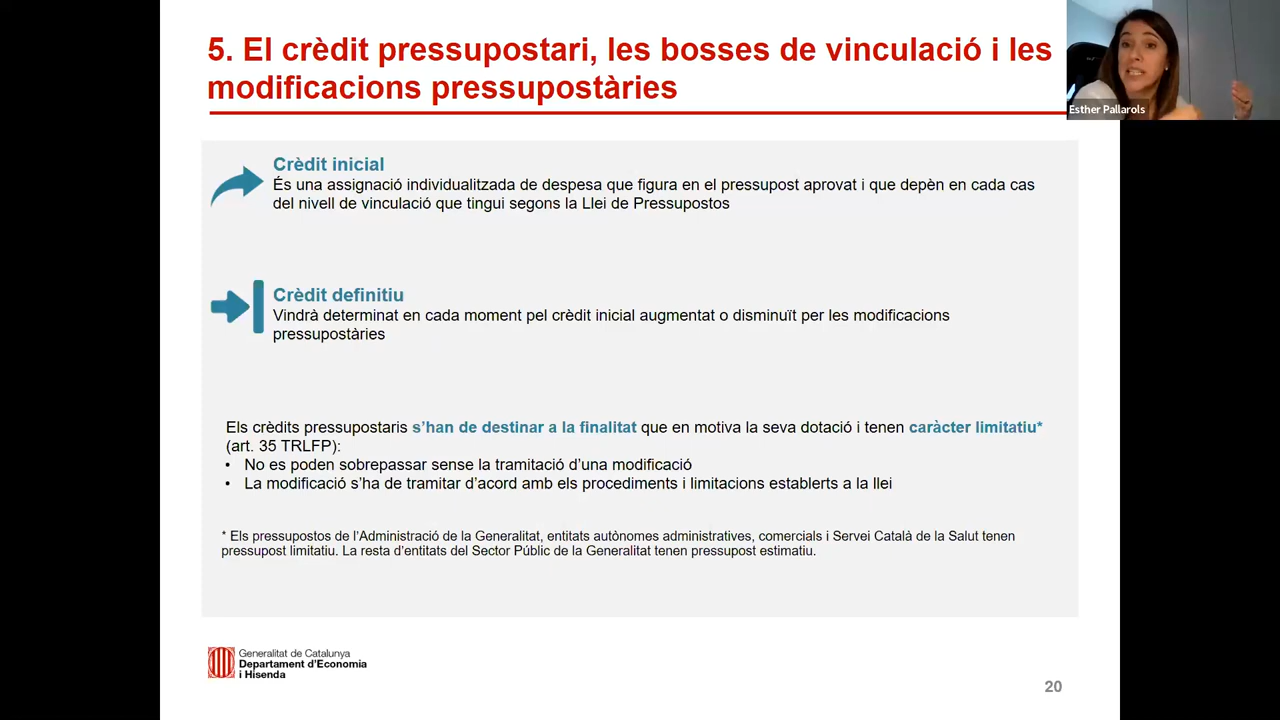 5. El crèdit pressupostari, les bosses de vinculació i les
modificacions pressupostàries
Esther Pallarols
Crèdit inicial
És una assignació individualitzada de despesa que figura en el pressupost aprovat i que depèn en cada cas
del nivell de vinculació que tingui segons la Llei de Pressupostos
Crèdit definitiu
Vindrà determinat en cada moment pel crèdit inicial augmentat o disminuït per les modificacions
pressupostàries
Els crèdits pressupostaris s’han de destinar a la finalitat que en motiva la seva dotació i tenen caràcter limitatiu*
(art. 35 TRLFP):
• No es poden sobrepassar sense la tramitació d’una modificació
• La modificació s’ha de tramitar d’acord amb els procediments i limitacions establerts a la llei
* Els pressupostos de l’Administració de la Generalitat, entitats autònomes administratives, comercials i Servei Català de la Salut tenen
pressupost limitatiu. La resta d’entitats del Sector Públic de la Generalitat tenen pressupost estimatiu.
Generalitat de Catalunya
Departament d’Economia
i Hisenda
20